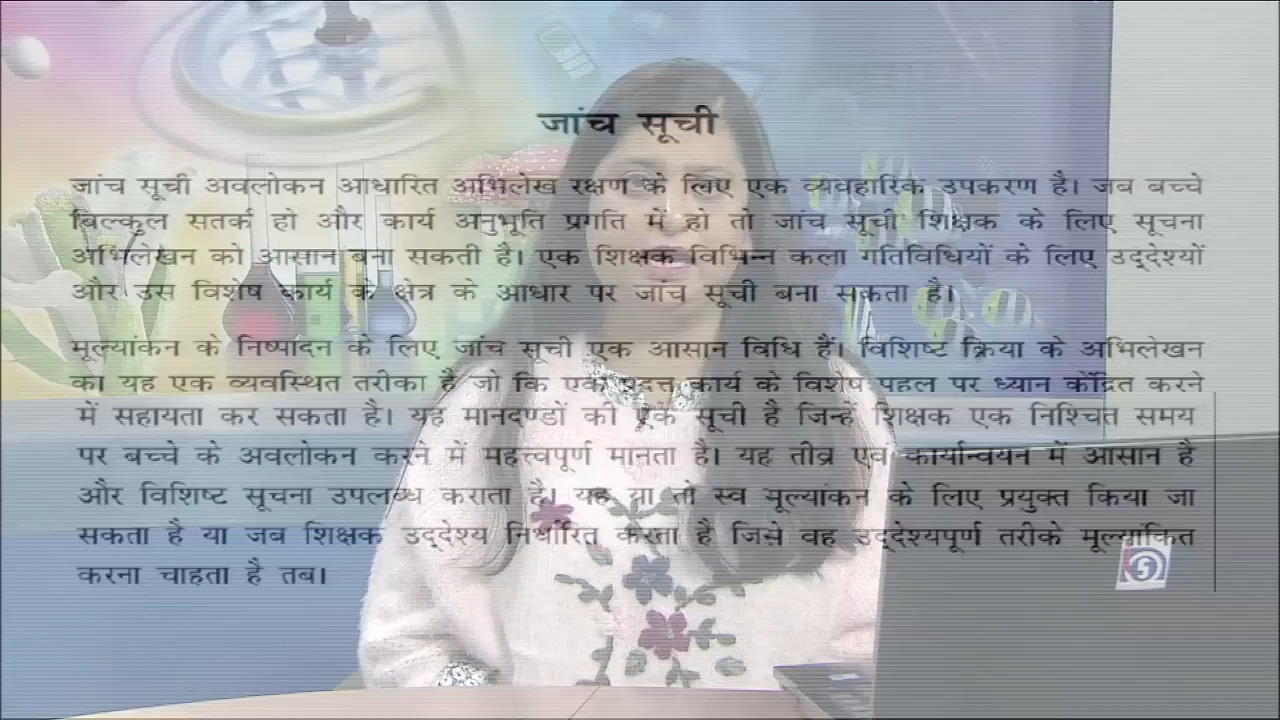 जांच सूची
जांच सूची अवलोकन आधारित अभिलेख रक्षण के लिए एक व्यवहारिक उपकरण है। जब बच्चे
बिल्कुल सतर्क हो और कार्य अनुभूति प्रगति में हो तो जांच सूची शिक्षक के लिए सूचना
अभिलेखन को आसान बना सकती है। एक शिक्षक विभिन्न कला गतिविधियों के लिए उद्देश्यों
और उस विशेष कार्य के क्षेत्र के आधार पर जांच सूची बना सकता है।
मूल्यांकन के निष्पादन के लिए जांच सूची एक आसान विधि हैं। विशिष्ट क्रिया के अभिलेखन
का यह एक व्यवस्थित तरीका है जो कि एक प्रदत्त कार्य के विशेष पहल पर ध्यान केंद्रित करने
में सहायता कर सकता है। यह मानदण्डों की एक सूची है जिन्हें शिक्षक एक निश्चित समय
पर बच्चे के अवलोकन करने में महत्त्वपूर्ण मानता है। यह तीव्र एवं कार्यान्वयन में आसान है
और विशिष्ट सूचना उपलब्ध कराता है। यह या तो स्व मूल्यांकन के लिए प्रयुक्त किया जा
सकता है या जब शिक्षक उद्देश्य निर्धारित करता है जिसे वह उद्देश्यपूर्ण तरीके मूल्यांकित
करना चाहता है तब।
5